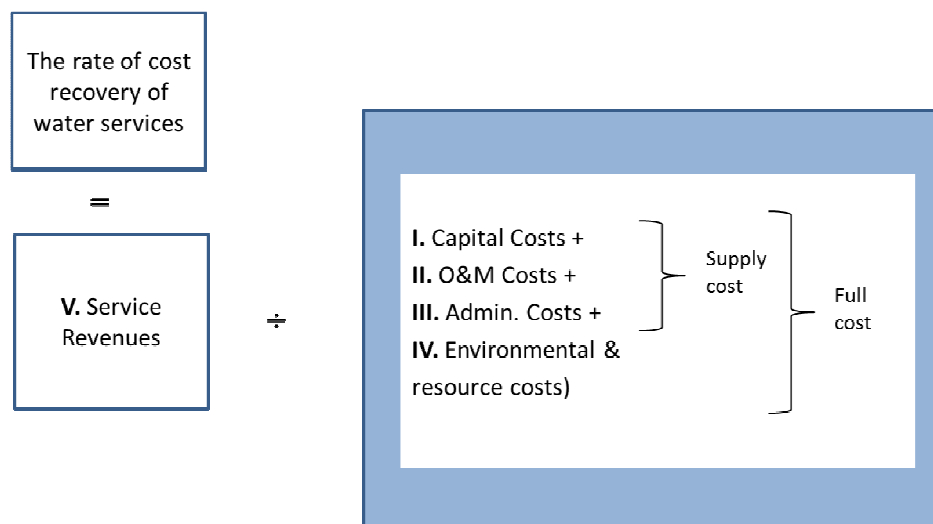 The rate of cost
recovery of
water services
=
V. Service
Revenues
÷
I. Capital Costs +
II. O&M Costs +
III. Admin. Costs +
IV. Environmental &
resource costs)
Supply
cost
Full
cost